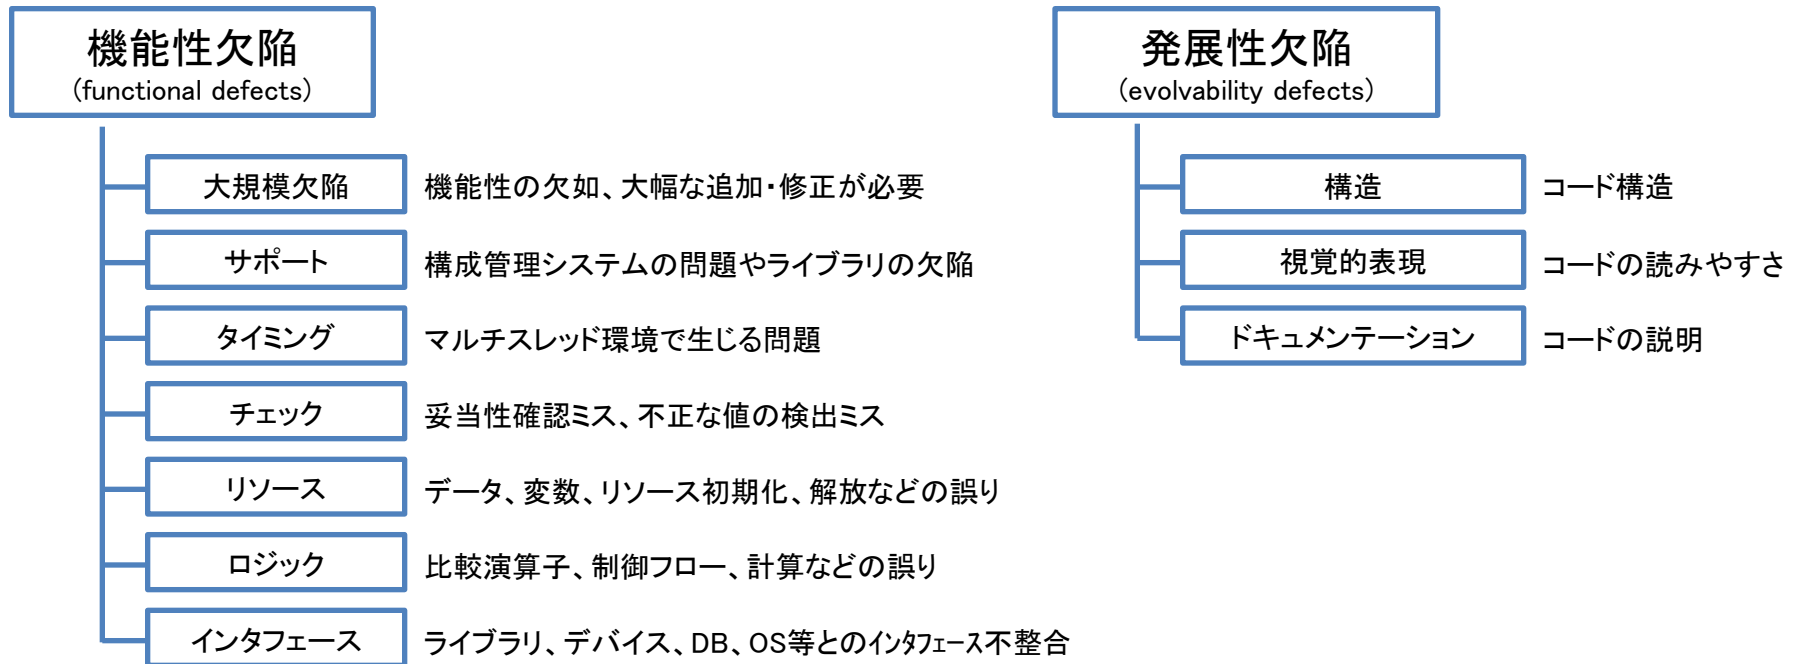 機能性欠陥
(functional defects)
大規模欠陥 機能性の欠如、大幅な追加・修正が必要
サポート 構成管理システムの問題やライブラリの欠陥
タイミング マルチスレッド環境で生じる問題
チェック 妥当性確認ミス、不正な値の検出ミス
リソース データ、変数、リソース初期化、解放などの誤り
ロジック 比較演算子、制御フロー、計算などの誤り
インタフェース ライブラリ、デバイス、DB、OS等とのインタフェース不整合
発展性欠陥
(evolvability defects)
構造 コード構造
視覚的表現 コードの読みやすさ
ドキュメンテーション コードの説明